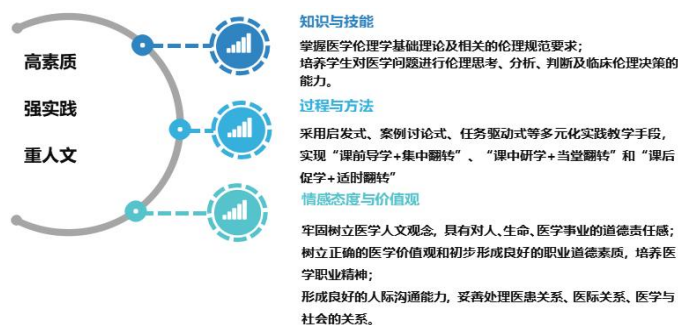 高素质
强实践
重人文
知识与技能
掌握医学伦理学基础理论及相关的伦理规范要求；
培养学生对医学问题进行伦理思考、分析、判断及临床伦理决策的
能力。
过程与方法
采用启发式、案例讨论式、任务驱动式等多元化实践教学手段，
实现“课前导学+集中翻转”、“课中研学+当堂翻转”和“课后
促学+适时翻转”
情感态度与价值观
牢固树立医学人文观念，具有对人、生命、医学事业的道德责任感；
树立正确的医学价值观和初步形成良好的职业道德素质，培养医
学职业精神；
形成良好的人际沟通能力，妥善处理医患关系、医际关系、医学与
社会的关系。